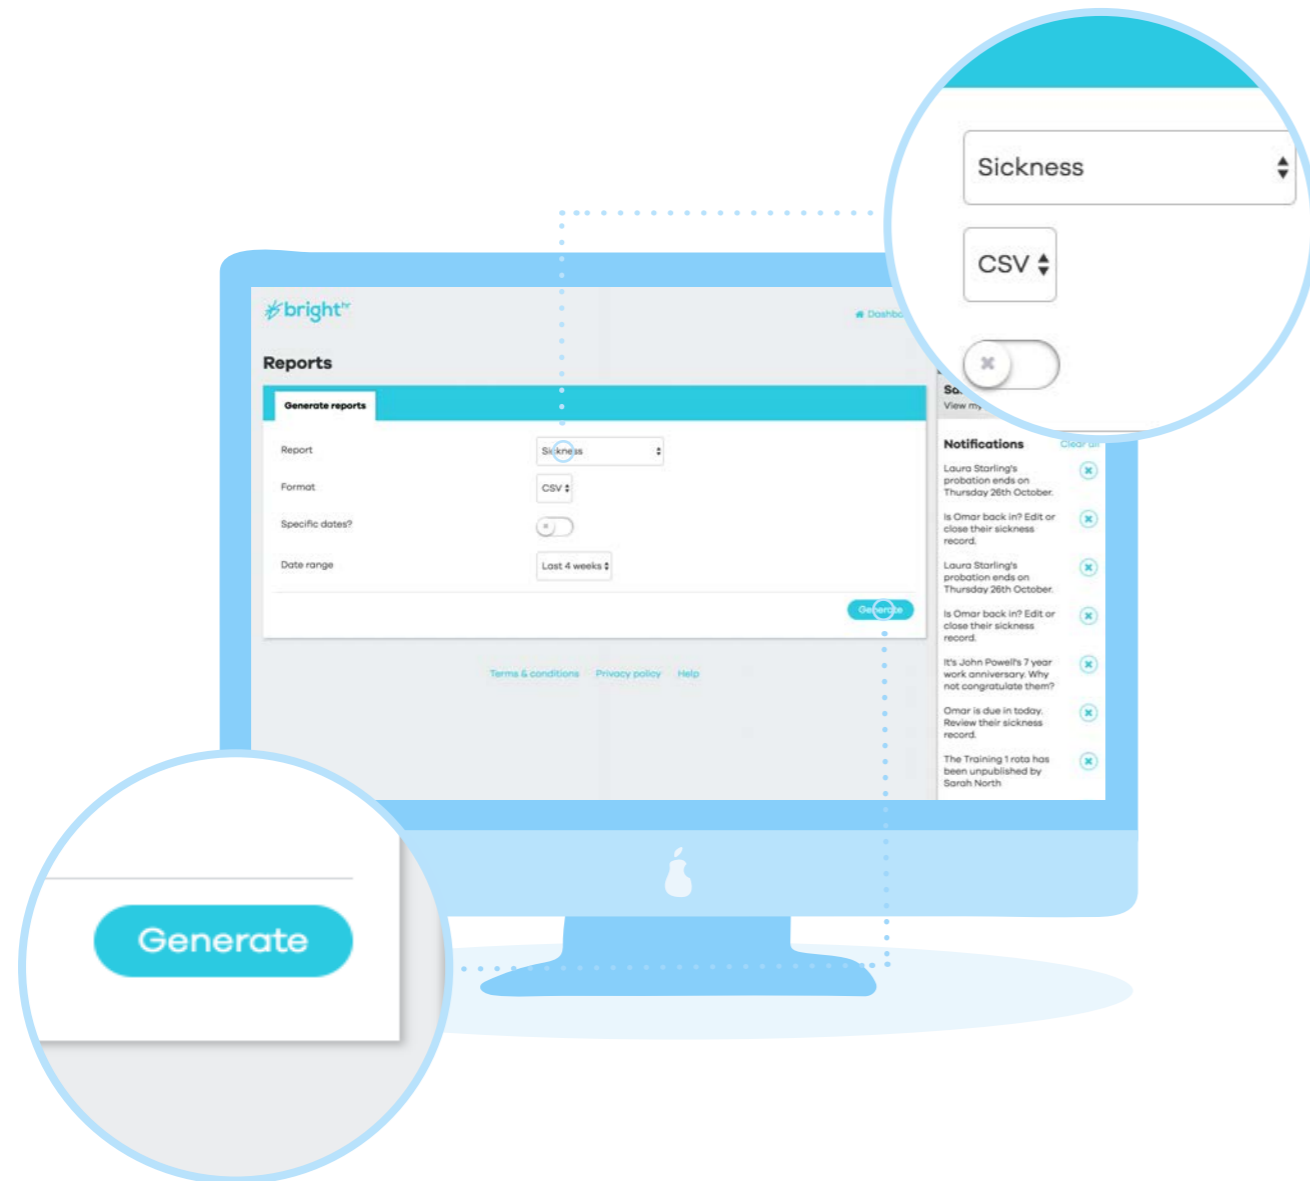 Sickness
CSV
bright hr
Reports
Generate reports
Report
Sickness
Format
CSV
Specific dates?
Date range
Last 4 weeks
Generate
Terms & conditions Privacy policy Help
View my
Notifications
Clear all
Laura Starling's
probation ends on
Thursday 26th October.
Is Omar back in? Edit or
close their sickness
record.
Laura Starling's
probation ends on
Thursday 26th October.
Is Omar back in? Edit or
close their sickness
record.
It's John Powell's 7 year
work anniversary. Why
not congratulate them?
Omar is due in today.
Review their sickness
record.
The Training 1 rota has
been unpublished by
Sarah North
Generate